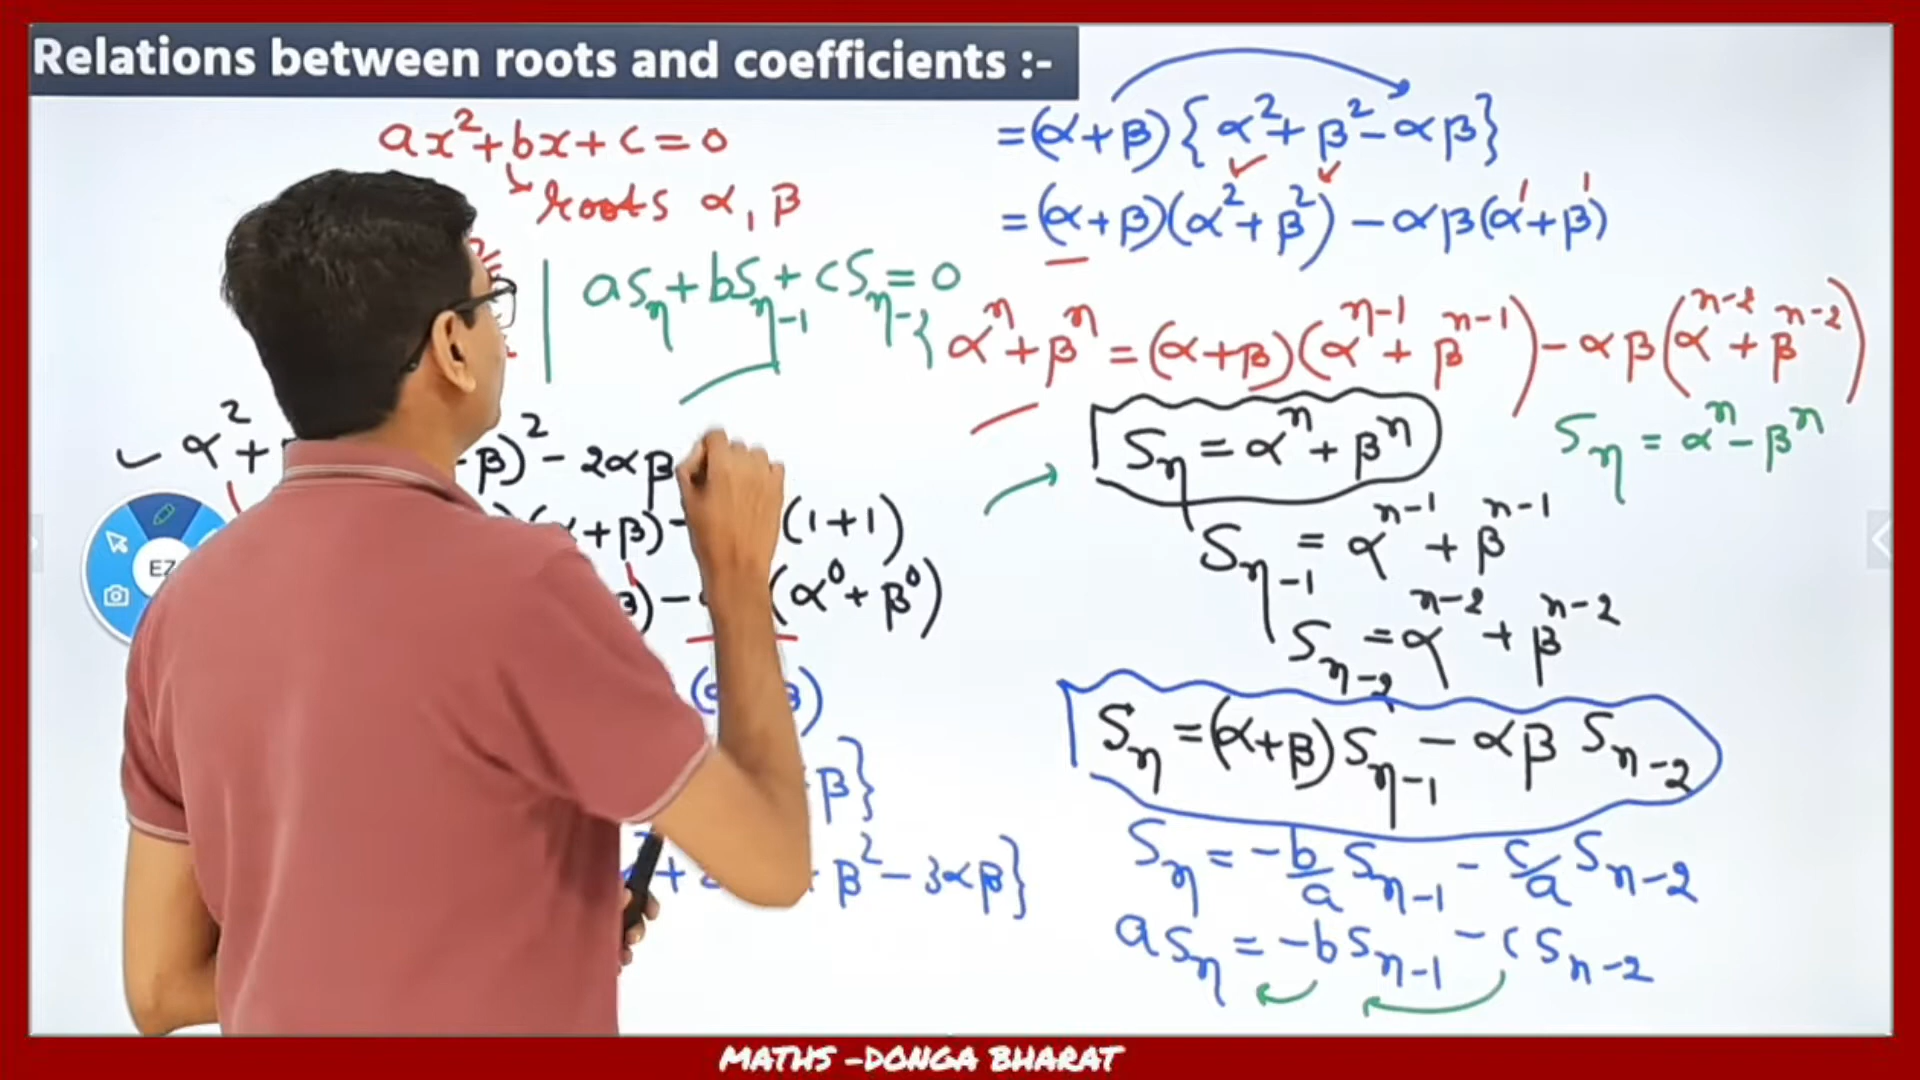 Relations between roots and coefficients :-
ax²+bx+c=0
roots α, β
aSₙ+bSₙ₋₁+cSₙ₋₂=0
α²+ β)²-2αβ
+β)- (1+1)
β)- (α⁰+β⁰)
β}
+β²-3αβ}
=(α+β){α²+β²-αβ}
=(α+β)(α²+β²)-αβ(α¹+β¹)
αⁿ+βⁿ=(α+β)(αⁿ⁻¹+βⁿ⁻¹)-αβ(αⁿ⁻²+βⁿ⁻²)
Sₙ=αⁿ+βⁿ
Sₙ=αⁿ-βⁿ
Sₙ₋₁=αⁿ⁻¹+βⁿ⁻¹
Sₙ₋₂=αⁿ⁻²+βⁿ⁻²
Sₙ=(α+β)Sₙ₋₁-αβ Sₙ₋₂
Sₙ=-b/a Sₙ₋₁-c/a Sₙ₋₂
aSₙ=-bSₙ₋₁-cSₙ₋₂
EZ
MATHS -DONGA BHARAT